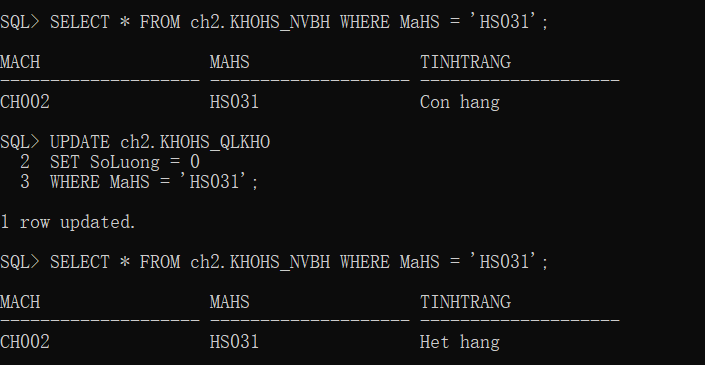 SQL> SELECT * FROM ch2.KHOHS_NVBH WHERE MaHS = 'HS031';
MACH MAHS TINHTRANG
-------------------- -------------------- --------------------
CH002 HS031 Con hang
SQL> UPDATE ch2.KHOHS_QLKHO
2 SET SoLuong = 0
3 WHERE MaHS = 'HS031';
1 row updated.
SQL> SELECT * FROM ch2.KHOHS_NVBH WHERE MaHS = 'HS031';
MACH MAHS TINHTRANG
-------------------- -------------------- --------------------
CH002 HS031 Het hang